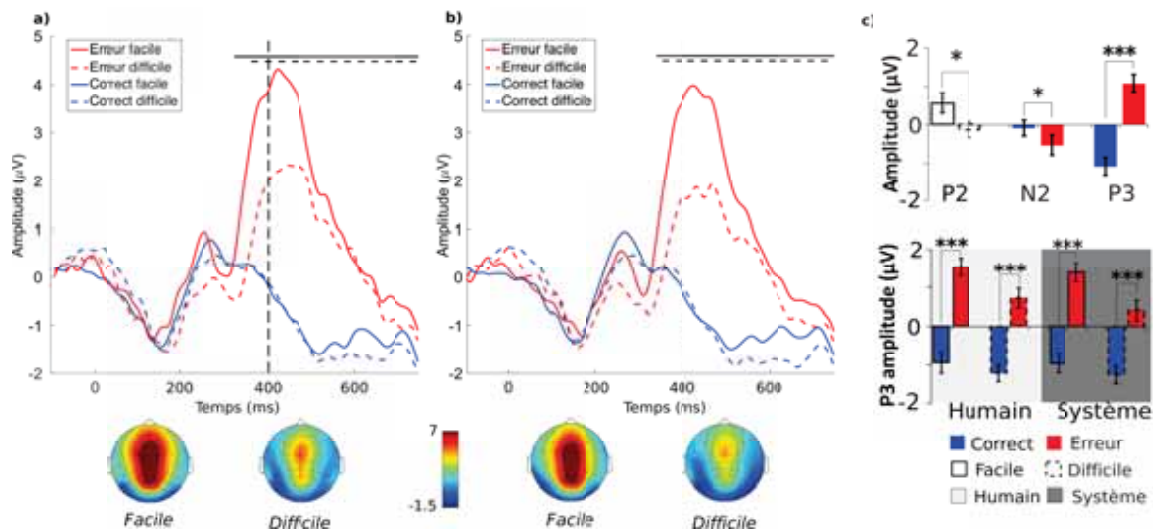 a)
Amplitude (µV)
5
4
3
2
1
0
-1
-2
Erreur facile
Erreur difficile
Correct facile
Correct difficile
0
200
400
600
Temps (ms)
Facile
Difficile
7
-1.5
b)
Amplitude (µV)
5
4
3
2
1
0
-1
-2
Erreur facile
Erreur difficile
Correct facile
Correct difficile
0
200
400
600
Temps (ms)
Facile
Difficile
c)
Amplitude (µV)
2
0
-2
*
*
***
P2
N2
P3
P3 amplitude (µV)
2
0
-2
***
***
***
***
Humain
Système
Correct
Erreur
Facile
Difficile
Humain
Système